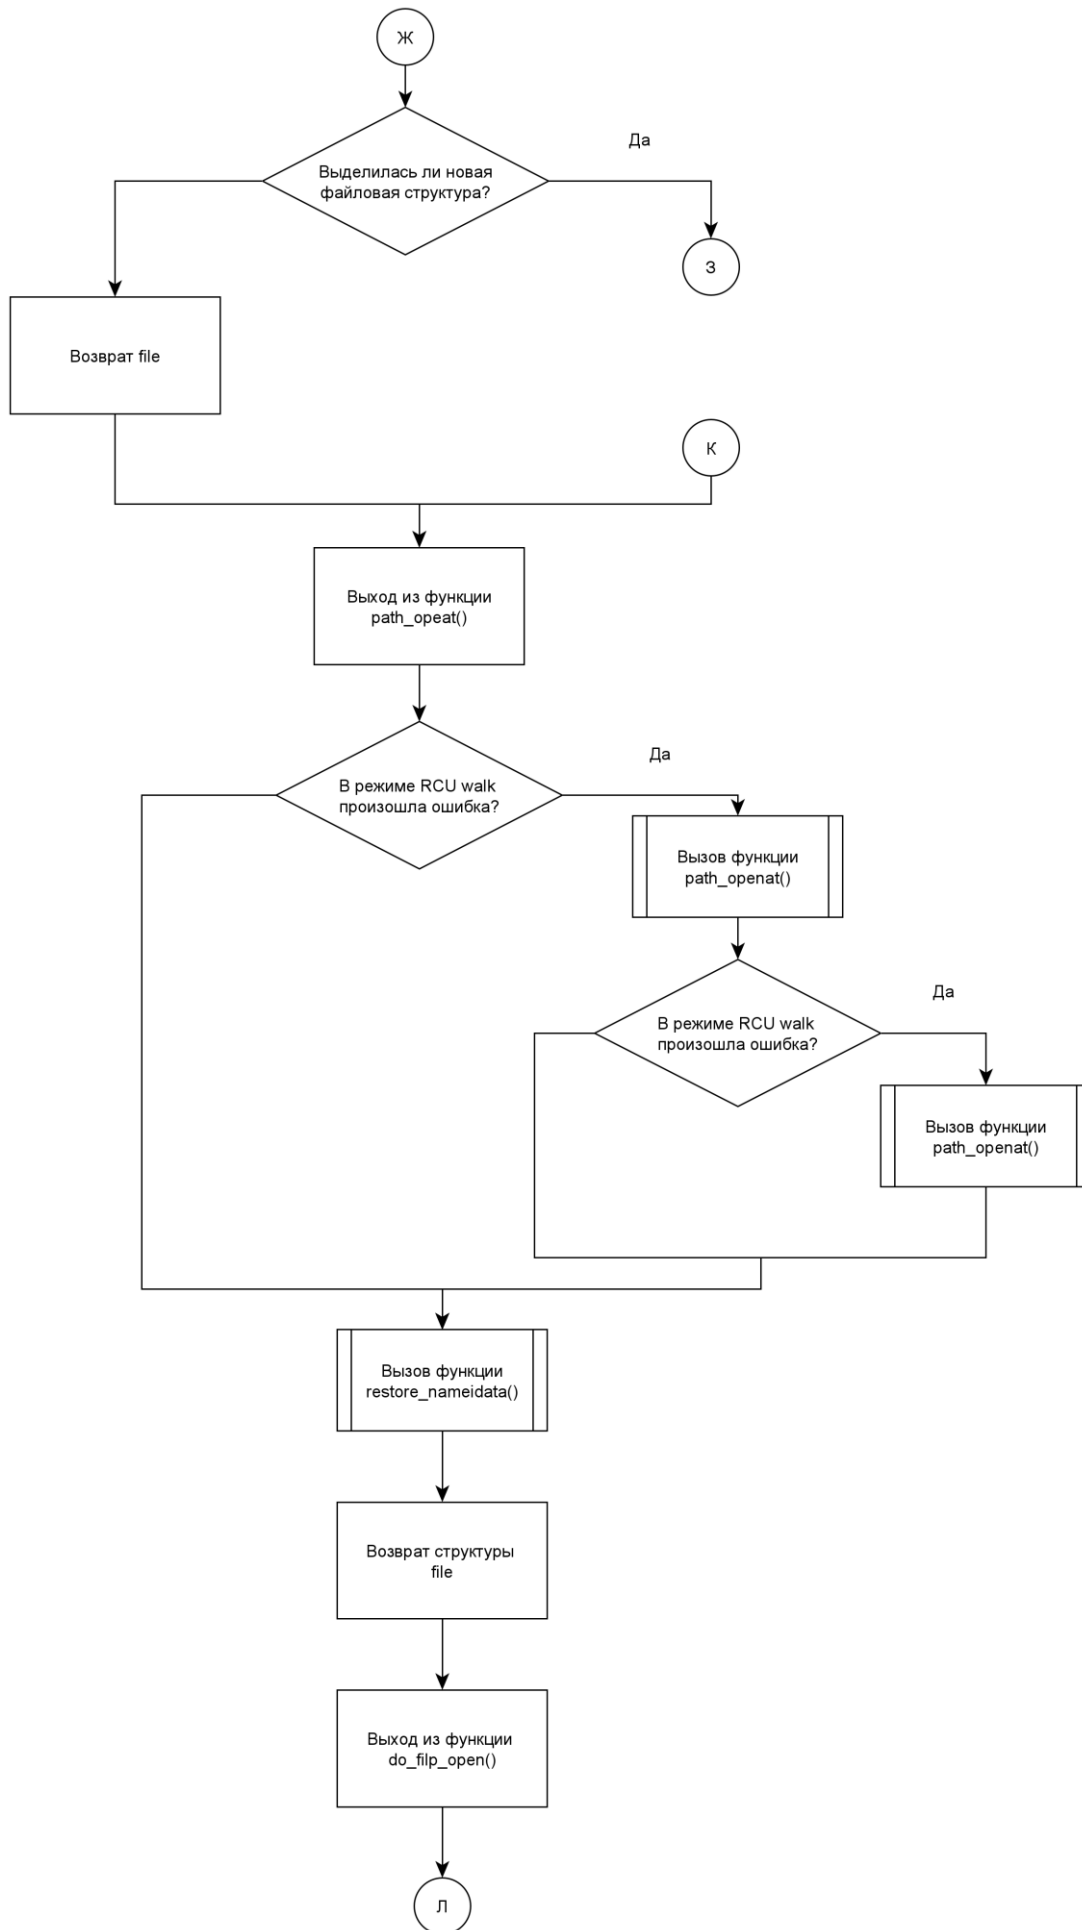 Ж
Да
Выделилась ли новая
файловая структура?
З
Возврат file
К
Выход из функции
path_opeat()
Да
В режиме RCU walk
произошла ошибка?
Вызов функции
path_openat()
Да
В режиме RCU walk
произошла ошибка?
Вызов функции
path_openat()
Вызов функции
restore_nameidata()
Возврат структуры
file
Выход из функции
do_filp_open()
Л